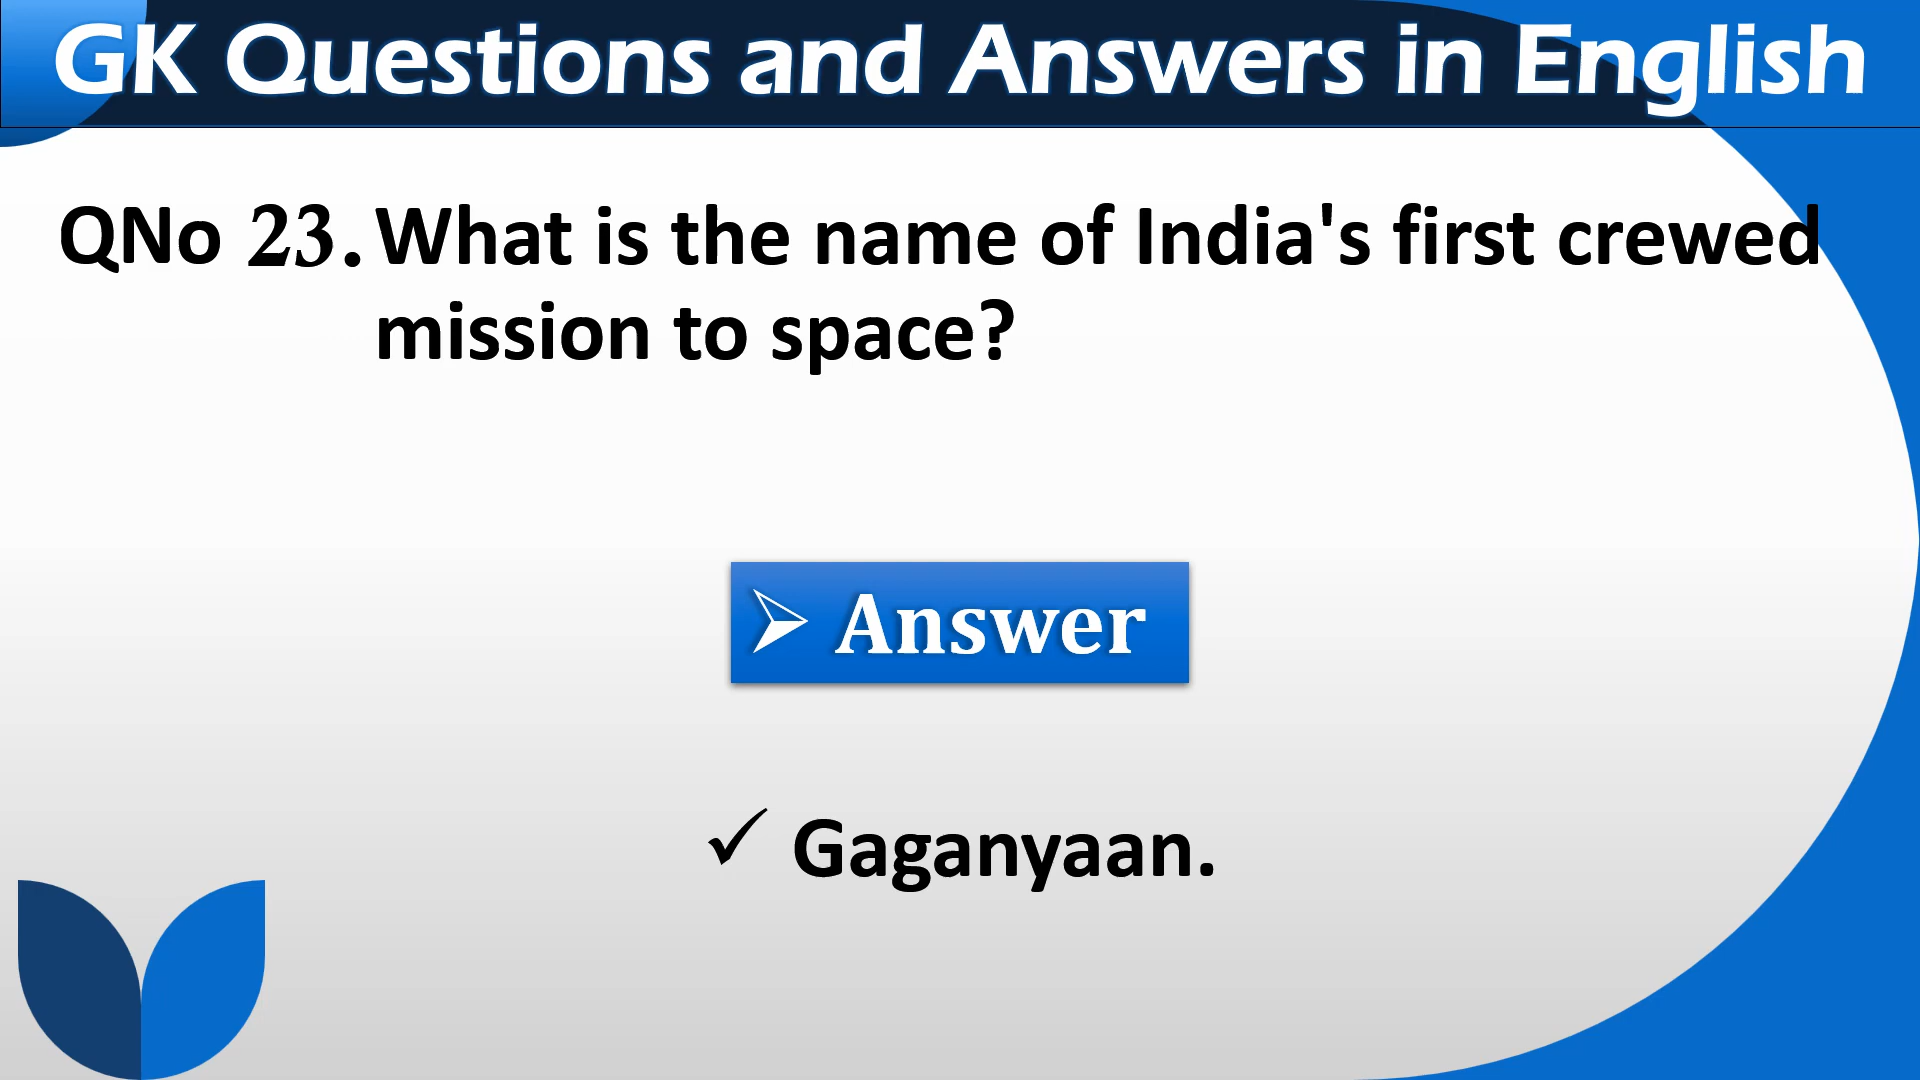 GK Questions and Answers in English
QNo 23. What is the name of India's first crewed
mission to space?
➢ Answer
✓ Gaganyaan.